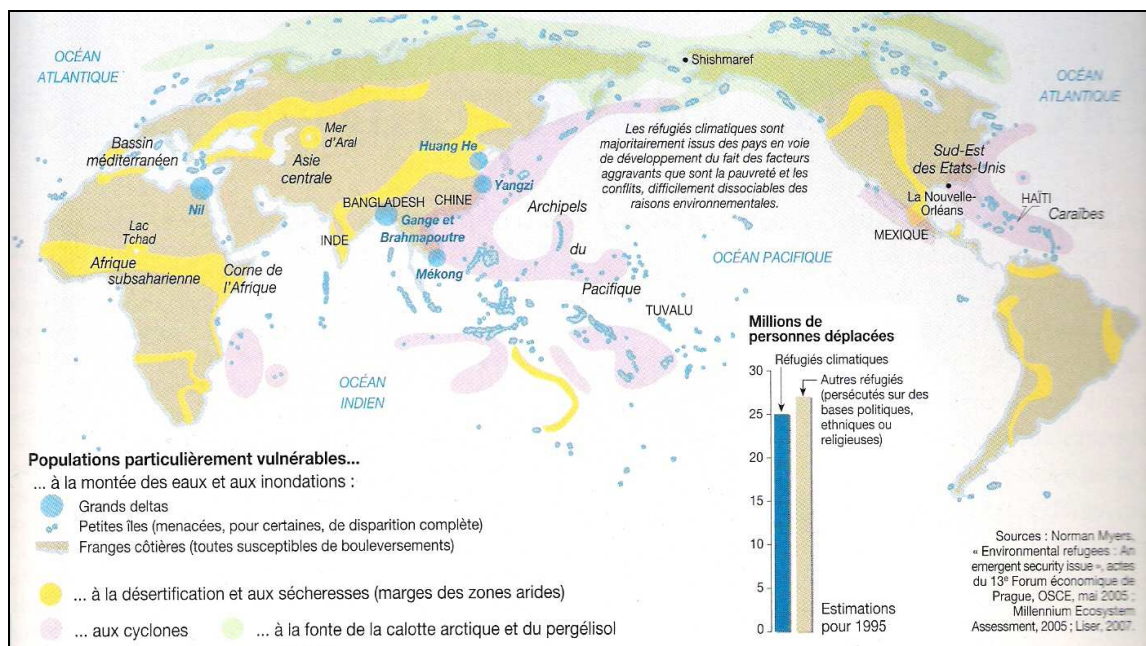 OCÉAN
ATLANTIQUE
Shishmaref
OCÉAN
ATLANTIQUE
Bassin
méditerranéen
Mer
d'Aral
Asie
centrale
Huang He
Yangzi
Nil
BANGLADESH
CHINE
Gange et
Brahmapoutre
INDE
Mékong
Lac
Tchad
Afrique
subsaharienne
Corne de
l'Afrique
Les réfugiés climatiques sont
majoritairement issus des pays en voie
de développement du fait des facteurs
aggravants que sont la pauvreté et les
conflits, difficilement dissociables des
raisons environnementales.
Archipels
du
Pacifique
OCÉAN PACIFIQUE
TUVALU
Sud-Est
des Etats-Unis
La Nouvelle-
Orléans
HAÏTI
Caraïbes
MEXIQUE
OCÉAN
INDIEN
Millions de
personnes déplacées
Réfugiés climatiques
Autres réfugiés
(persécutés sur des
bases politiques,
ethniques ou
religieuses)
30
25
20
15
10
5
0
Estimations
pour 1995
Populations particulièrement vulnérables...
... à la montée des eaux et aux inondations :
Grands deltas
Petites îles (menacées, pour certaines, de disparition complète)
Franges côtières (toutes susceptibles de bouleversements)
... à la désertification et aux sécheresses (marges des zones arides)
... aux cyclones
... à la fonte de la calotte arctique et du pergélisol
Sources : Norman Myers,
« Environmental refugees : An
emergent security issue », actes
du 13e Forum économique de
Prague, OSCE, mai 2005 ;
Millennium Ecosystem
Assessment, 2005 ; Liser, 2007.